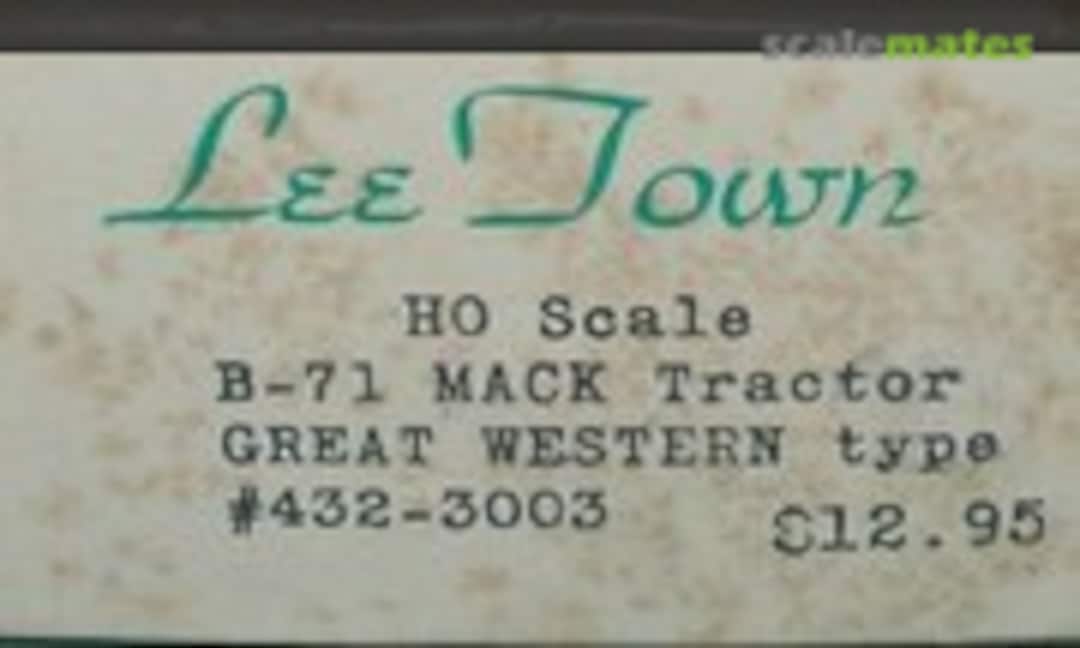 scalemates
Lee Town
HO Scale
B-71 MACK Tractor
GREAT WESTERN type
#432-3003
$12.95